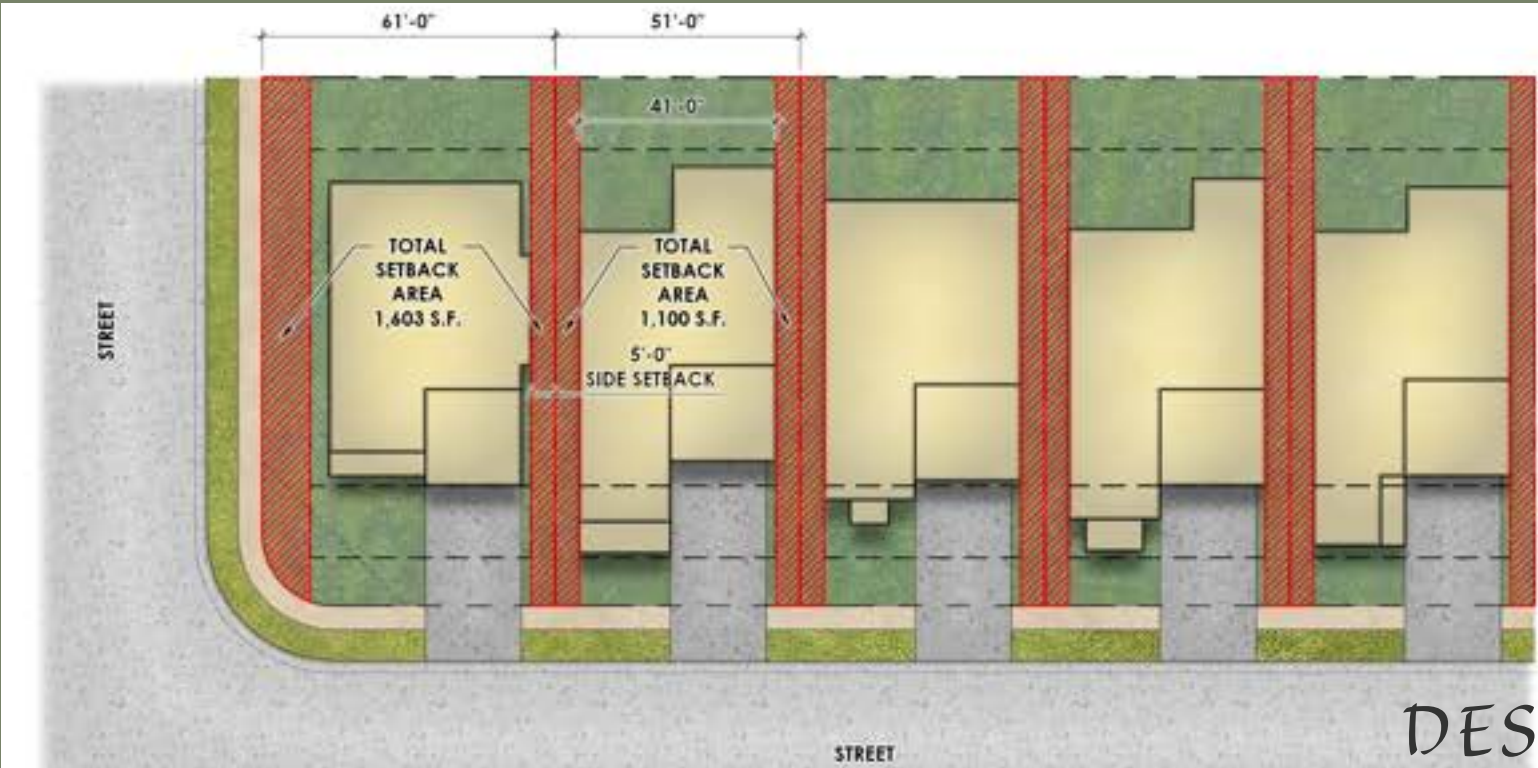 61'-0"
51'-0"
41'-0"
TOTAL
SETBACK
AREA
1,603 S.F.
TOTAL
SETBACK
AREA
1,100 S.F.
5'-0"
SIDE SETBACK
STREET
STREET
DES